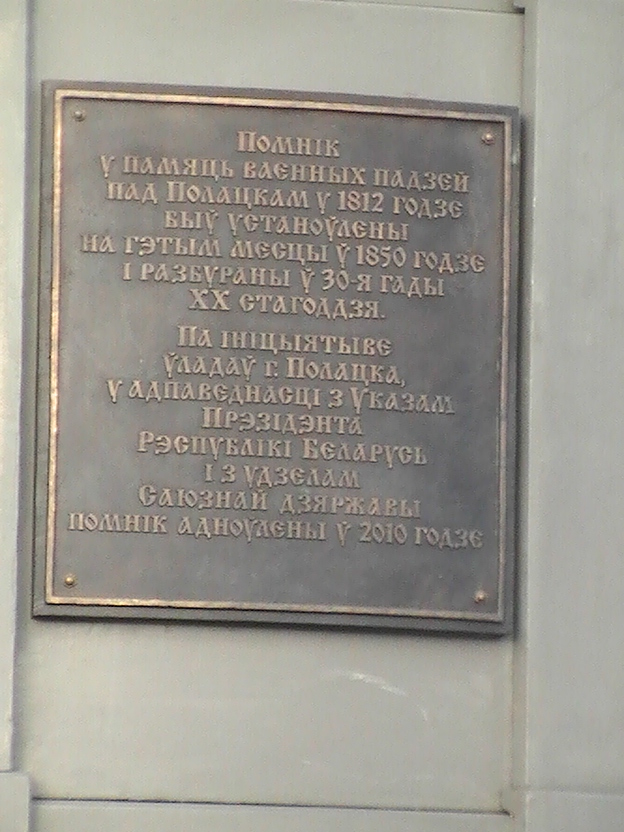 Помнік
у памяць ваенных падзей
пад Полацкам у 1812 годзе
быў устаноўлены
на гэтым месцы ў 1850 годзе
і разбураны ў 30-я гады
XX стагоддзя.
Па ініцыятыве
ўладаў г. Полацка,
у адпаведнасці з Указам
Прэзідэнта
Рэспублікі Беларусь
і з удзелам
Саюзнай дзяржавы
помнік адноўлены ў 2010 годзе